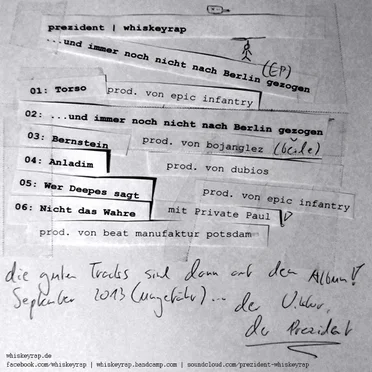 prezident | whiskeyrap
...und immer noch nicht nach Berlin gezogen
(EP)
01: Torso prod. von epic infantry
02: ...und immer noch nicht nach Berlin gezogen
03: Bernstein prod. von bojanglez
04: Anladim prod. von dubios
05: Wer Deepes sagt prod. von epic infantry
06: Nicht das Wahre mit Private Paul
prod. von beat manufaktur potsdam
die guten Tracks sind dann auf dem Album!
September 2013 (ungefähr)...
der
der Prezident
whiskeyrap.de
facebook.com/whiskeyrap | whiskeyrap.bandcamp.com | soundcloud.com/prezident-whiskeyrap